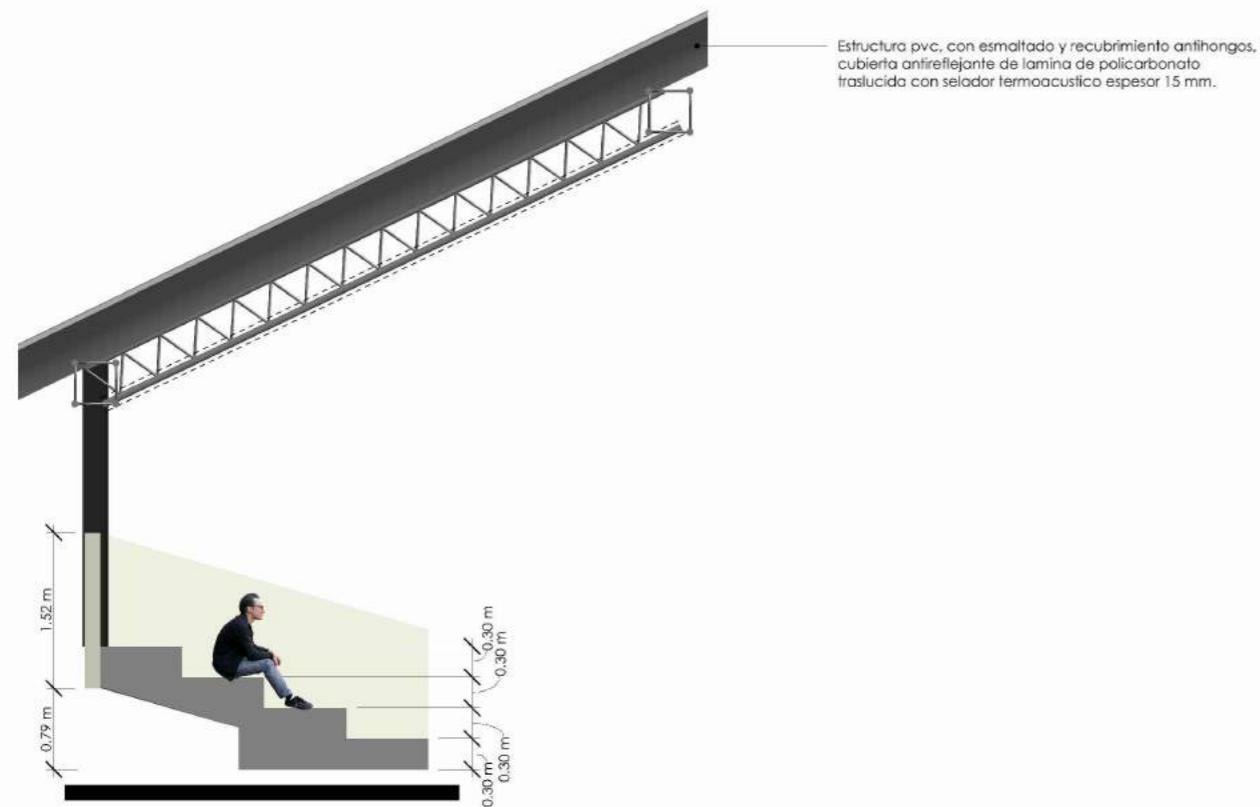 Estructura pvc, con esmaltado y recubrimiento antihongos,
cubierta antireflejante de lamina de policarbonato
traslucida con selador termoacustico espesor 15 mm.
1.52 m
0.79 m
0.30 m
0.30 m
0.30 m
0.30 m